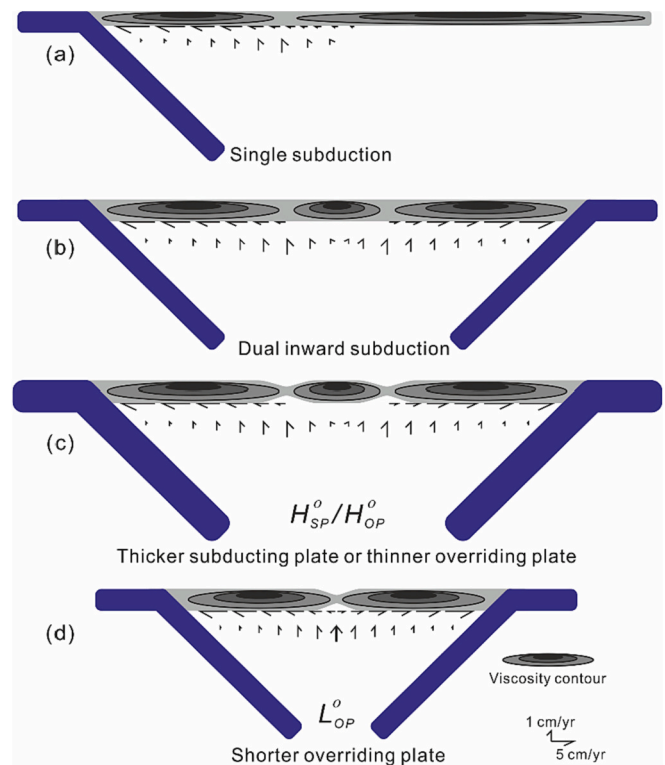 (a)
Single subduction
(b)
Dual inward subduction
(c)
H^o_SP/H^o_OP
Thicker subducting plate or thinner overriding plate
(d)
Viscosity contour
L^o_OP
1 cm/yr
5 cm/yr
Shorter overriding plate